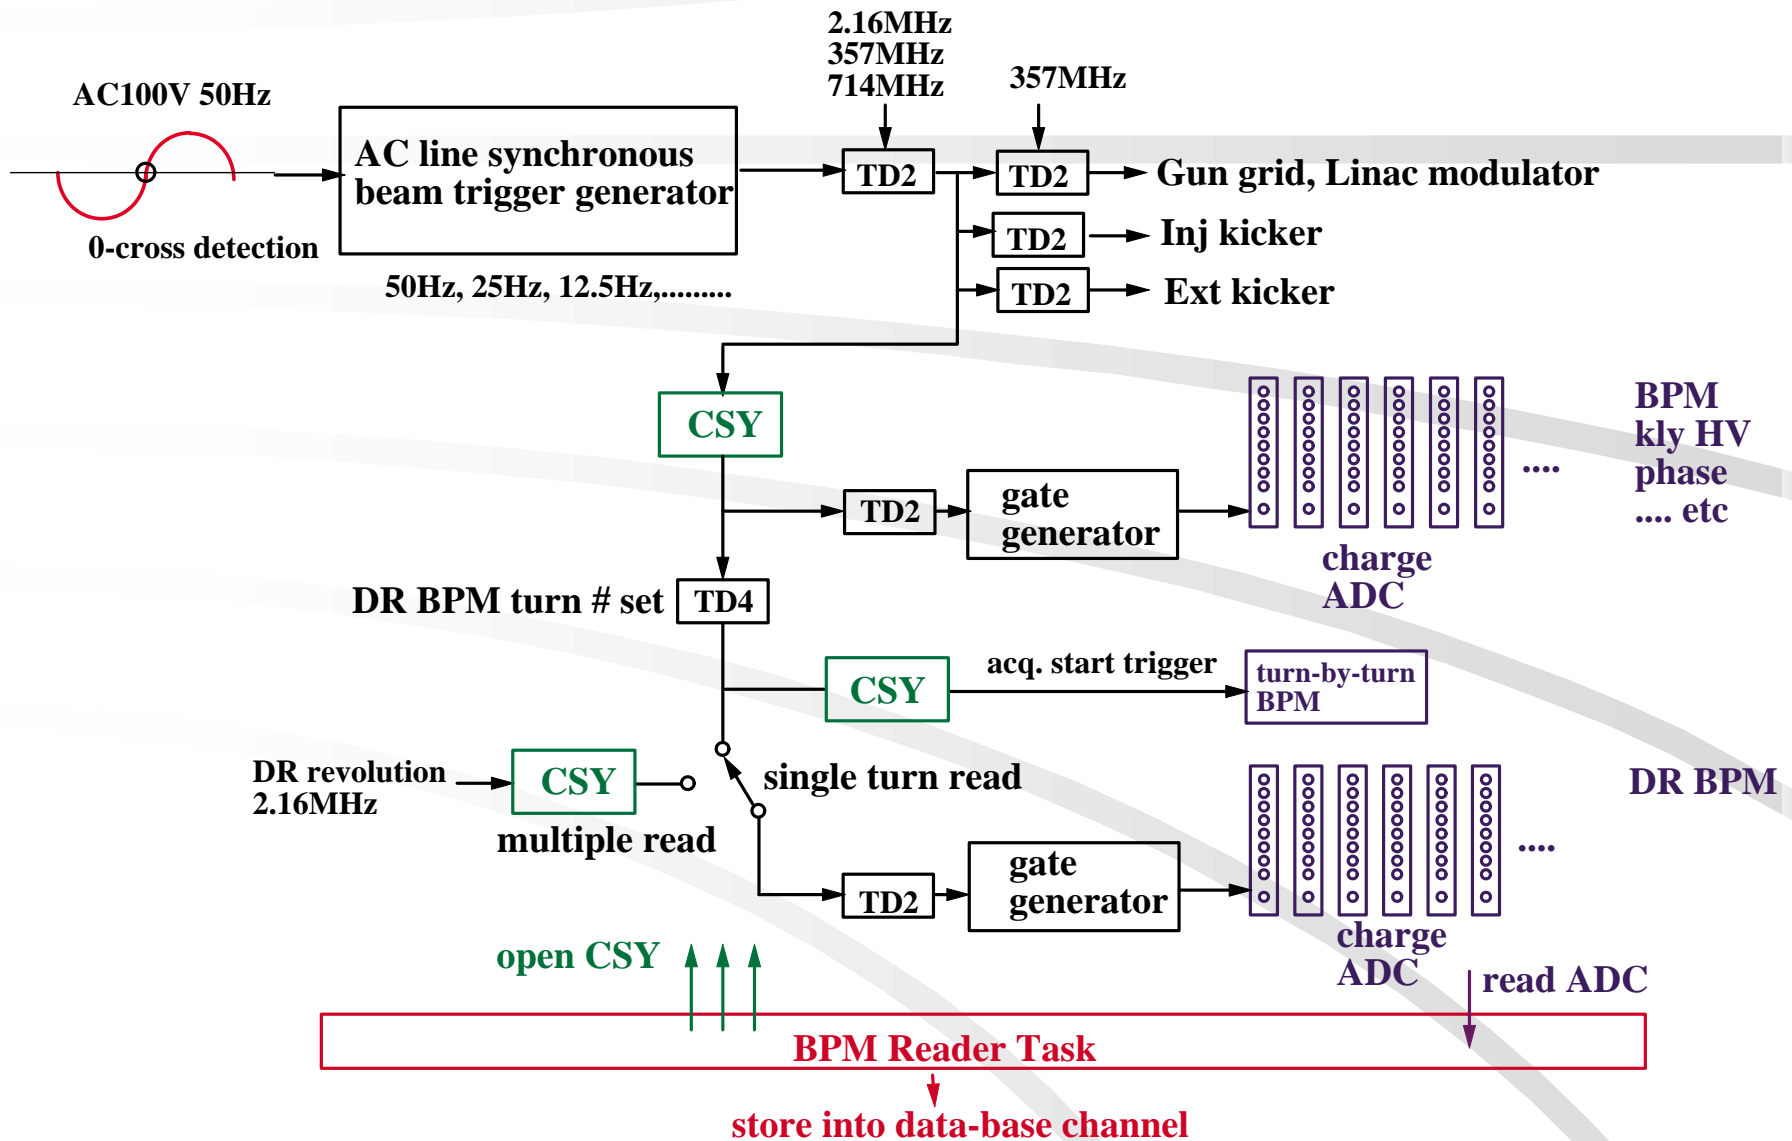 2.16MHz
357MHz
714MHz
357MHz
AC100V 50Hz
AC line synchronous
beam trigger generator
TD2
TD2
Gun grid, Linac modulator
0-cross detection
TD2
Inj kicker
50Hz, 25Hz, 12.5Hz,.........
TD2
Ext kicker
CSY
BPM
kly HV
phase
.... etc
....
TD2
gate
generator
charge
ADC
DR BPM turn # set
TD4
CSY
acq. start trigger
turn-by-turn
BPM
DR revolution
2.16MHz
CSY
single turn read
multiple read
DR BPM
....
TD2
gate
generator
charge
ADC
open CSY
read ADC
BPM Reader Task
store into data-base channel